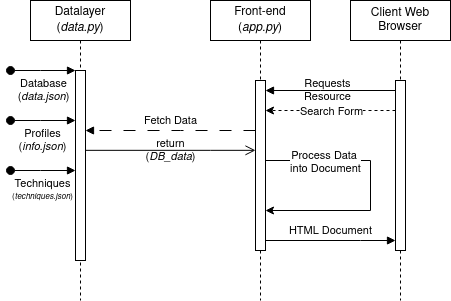 Datalayer
(data.py)
Front-end
(app.py)
Client Web
Browser
Database
(data.json)
Profiles
(info.json)
Techniques
(techniques.json)
Requests
Resource
Search Form
Fetch Data
return
(DB_data)
Process Data
into Document
HTML Document